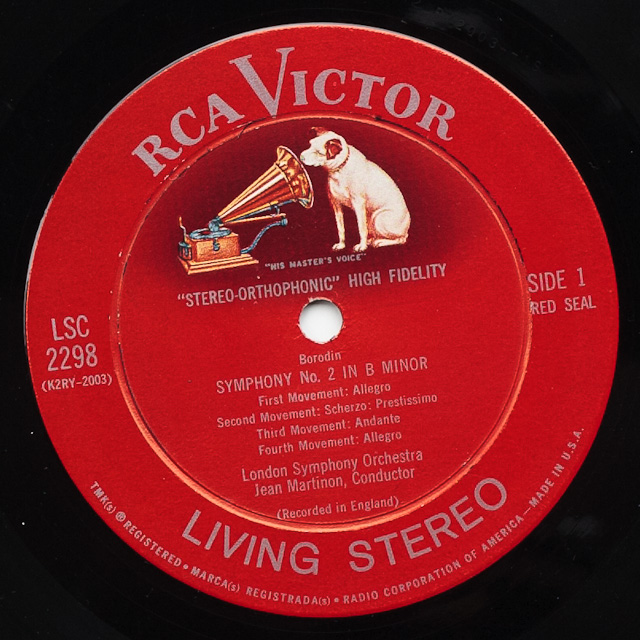 RCA VICTOR
"HIS MASTER'S VOICE"
"STEREO-ORTHOPHONIC" HIGH FIDELITY
SIDE 1
RED SEAL
LSC
2298
(K2RY-2003)
Borodin
SYMPHONY No. 2 IN B MINOR
First Movement: Allegro
Second Movement: Scherzo: Prestissimo
Third Movement: Andante
Fourth Movement: Allegro
London Symphony Orchestra
Jean Martinon, Conductor
(Recorded in England)
LIVING STEREO
TMK(s) ® REGISTERED • MARCA(s) REGISTRADA(s) • RADIO CORPORATION OF AMERICA—MADE IN U.S.A.